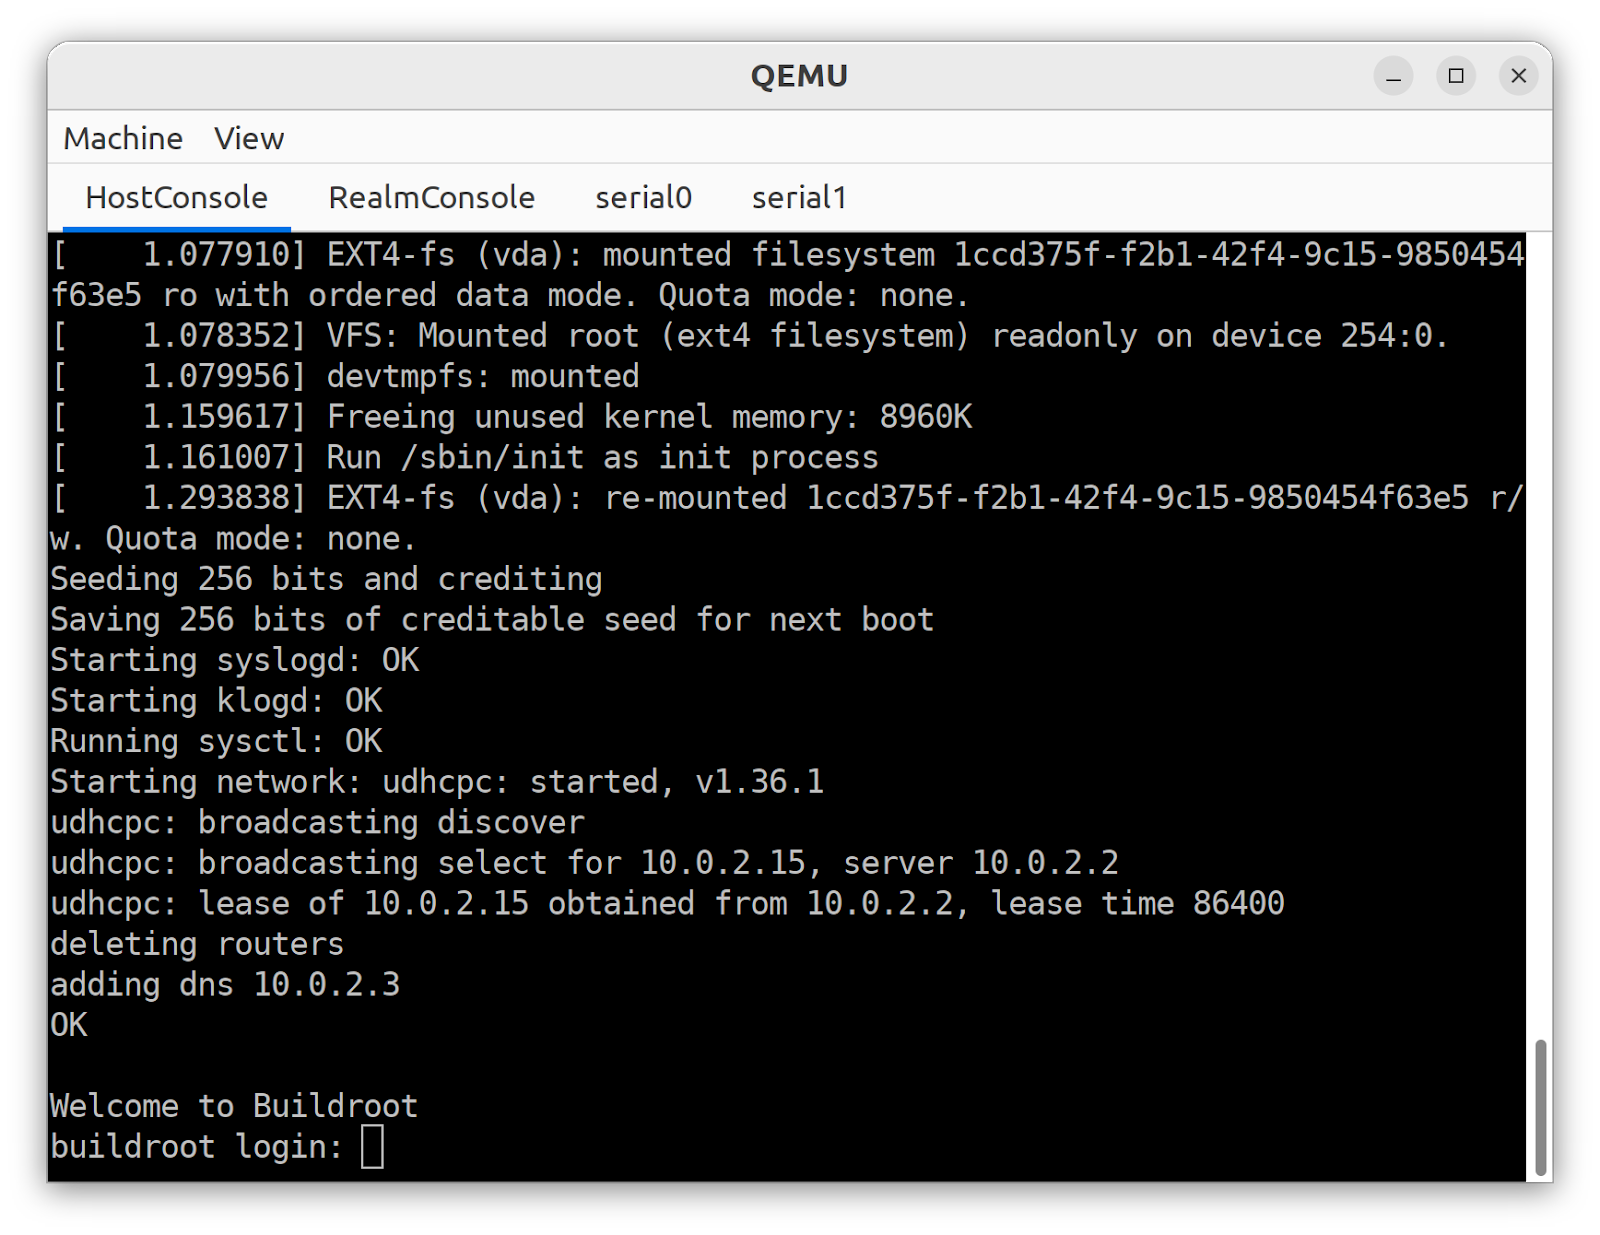 QEMU
Machine View
HostConsole RealmConsole serial0 serial1
[    1.077910] EXT4-fs (vda): mounted filesystem 1ccd375f-f2b1-42f4-9c15-9850454
f63e5 ro with ordered data mode. Quota mode: none.
[    1.078352] VFS: Mounted root (ext4 filesystem) readonly on device 254:0.
[    1.079956] devtmpfs: mounted
[    1.159617] Freeing unused kernel memory: 8960K
[    1.161007] Run /sbin/init as init process
[    1.293838] EXT4-fs (vda): re-mounted 1ccd375f-f2b1-42f4-9c15-9850454f63e5 r/
w. Quota mode: none.
Seeding 256 bits and crediting
Saving 256 bits of creditable seed for next boot
Starting syslogd: OK
Starting klogd: OK
Running sysctl: OK
Starting network: udhcpc: started, v1.36.1
udhcpc: broadcasting discover
udhcpc: broadcasting select for 10.0.2.15, server 10.0.2.2
udhcpc: lease of 10.0.2.15 obtained from 10.0.2.2, lease time 86400
deleting routers
adding dns 10.0.2.3
OK
Welcome to Buildroot
buildroot login: